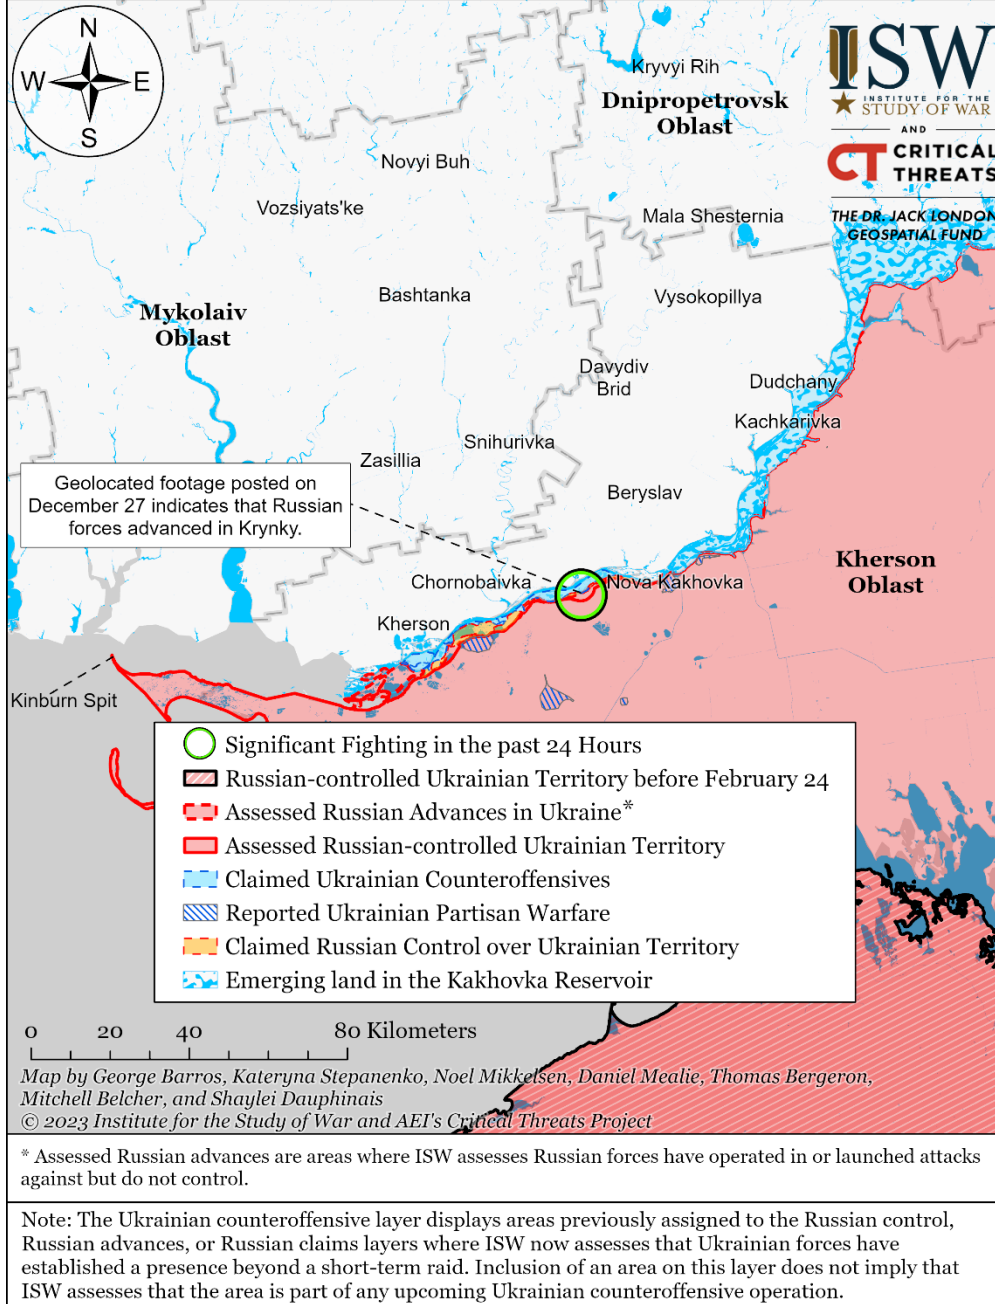 N
W
E
S
ISW
INSTITUTE FOR THE
STUDY OF WAR
AND
CT CRITICAL
THREATS
THE DR. JACK LONDON
GEOSPATIAL FUND
Kryvyi Rih
Dnipropetrovsk
Oblast
Novyi Buh
Vozsiyats'ke
Mala Shesternia
Bashtanka
Vysokopillya
Mykolaiv
Oblast
Davydiv
Brid
Dudchany
Kachkarivka
Snihurivka
Zasillia
Beryslav
Geolocated footage posted on
December 27 indicates that Russian
forces advanced in Krynky.
Kherson
Oblast
Chornobaivka
Nova Kakhovka
Kherson
Kinburn Spit
Significant Fighting in the past 24 Hours
Russian-controlled Ukrainian Territory before February 24
Assessed Russian Advances in Ukraine*
Assessed Russian-controlled Ukrainian Territory
Claimed Ukrainian Counteroffensives
Reported Ukrainian Partisan Warfare
Claimed Russian Control over Ukrainian Territory
Emerging land in the Kakhovka Reservoir
0 20 40 80 Kilometers
Map by George Barros, Kateryna Stepanenko, Noel Mikkelsen, Daniel Mealie, Thomas Bergeron,
Mitchell Belcher, and Shaylei Dauphinais
© 2023 Institute for the Study of War and AEI's Critical Threats Project
* Assessed Russian advances are areas where ISW assesses Russian forces have operated in or launched attacks
against but do not control.
Note: The Ukrainian counteroffensive layer displays areas previously assigned to the Russian control,
Russian advances, or Russian claims layers where ISW now assesses that Ukrainian forces have
established a presence beyond a short-term raid. Inclusion of an area on this layer does not imply that
ISW assesses that the area is part of any upcoming Ukrainian counteroffensive operation.